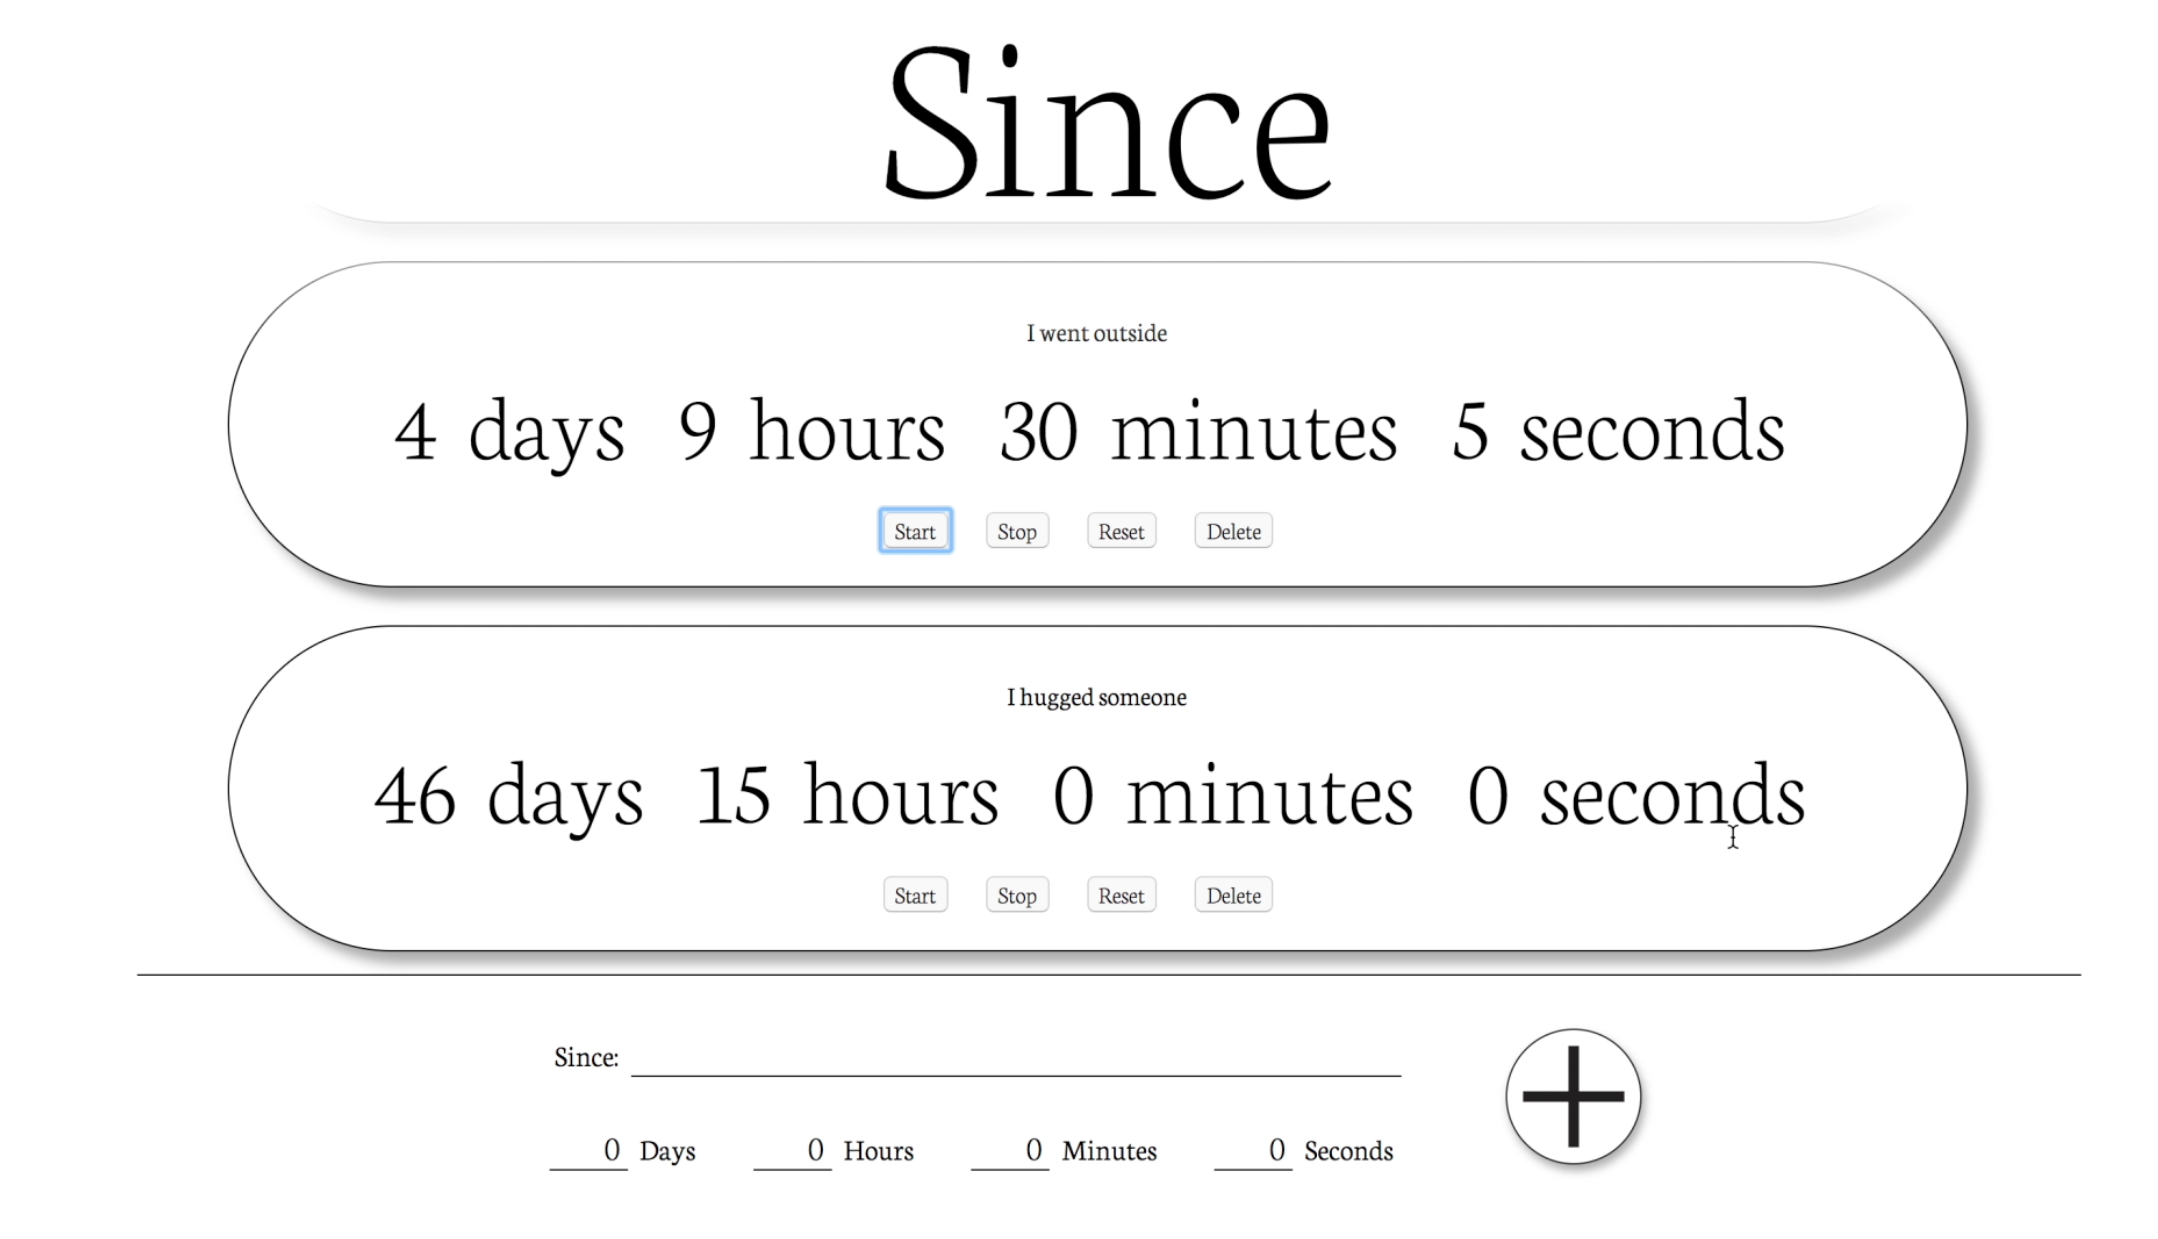 Since
I went outside
4 days 9 hours 30 minutes 5 seconds
Start Stop Reset Delete
I hugged someone
46 days 15 hours 0 minutes 0 seconds
Start Stop Reset Delete
Since:
0 Days 0 Hours 0 Minutes 0 Seconds